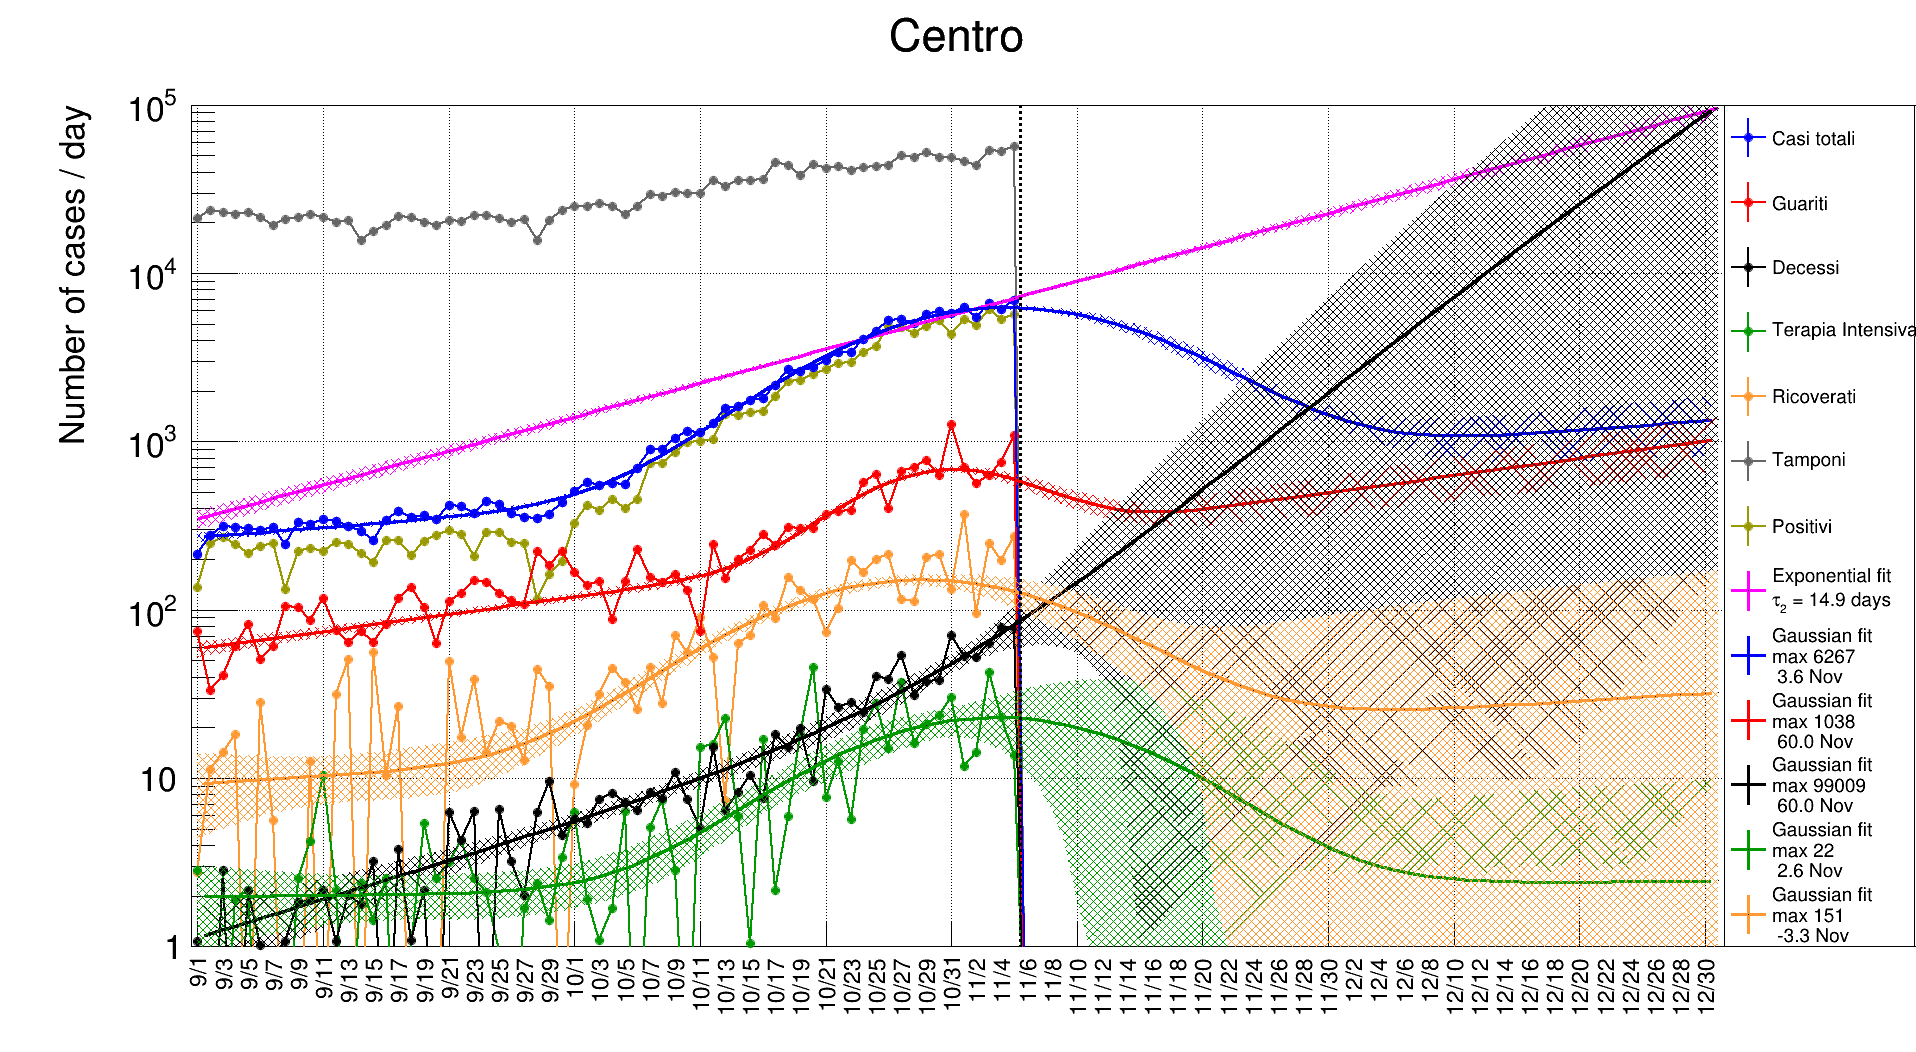 Centro
Number of cases / day
10^5
10^4
10^3
10^2
10
1
9/1 9/3 9/5 9/7 9/9 9/11 9/13 9/15 9/17 9/19 9/21 9/23 9/25 9/27 9/29 10/1 10/3 10/5 10/7 10/9 10/11 10/13 10/15 10/17 10/19 10/21 10/23 10/25 10/27 10/29 10/31 11/2 11/4 11/6 11/8 11/10 11/12 11/14 11/16 11/18 11/20 11/22 11/24 11/26 11/28 11/30 12/2 12/4 12/6 12/8 12/10 12/12 12/14 12/16 12/18 12/20 12/22 12/24 12/26 12/28 12/30
Casi totali
Guariti
Decessi
Terapia Intensiva
Ricoverati
Tamponi
Positivi
Exponential fit
τ2 = 14.9 days
Gaussian fit
max 6267
3.6 Nov
Gaussian fit
max 1038
60.0 Nov
Gaussian fit
max 99009
60.0 Nov
Gaussian fit
max 22
2.6 Nov
Gaussian fit
max 151
-3.3 Nov